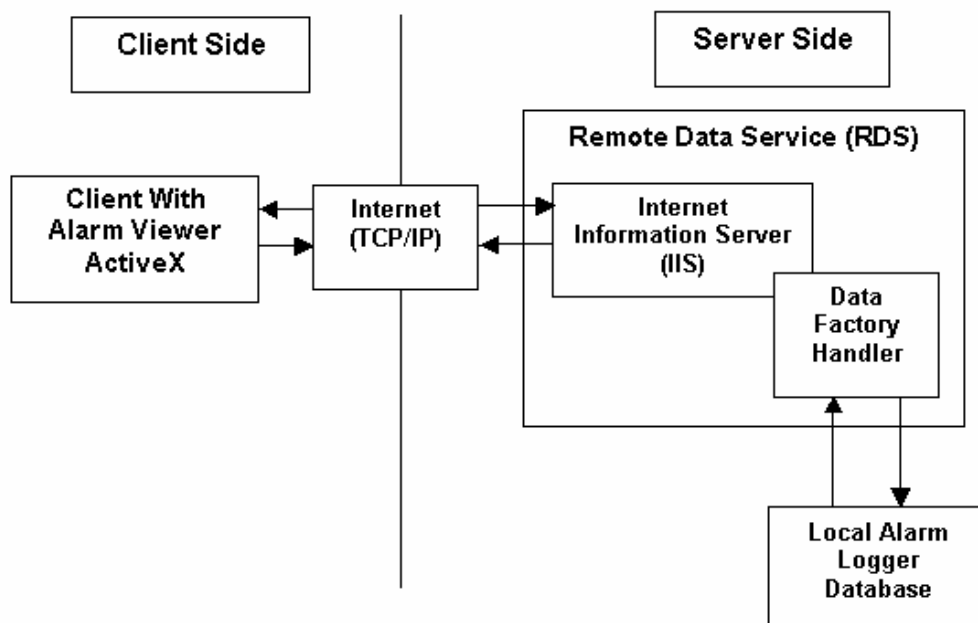 Client Side
Server Side
Remote Data Service (RDS)
Client With
Alarm Viewer
ActiveX
Internet
(TCP/IP)
Internet
Information Server
(IIS)
Data
Factory
Handler
Local Alarm
Logger
Database